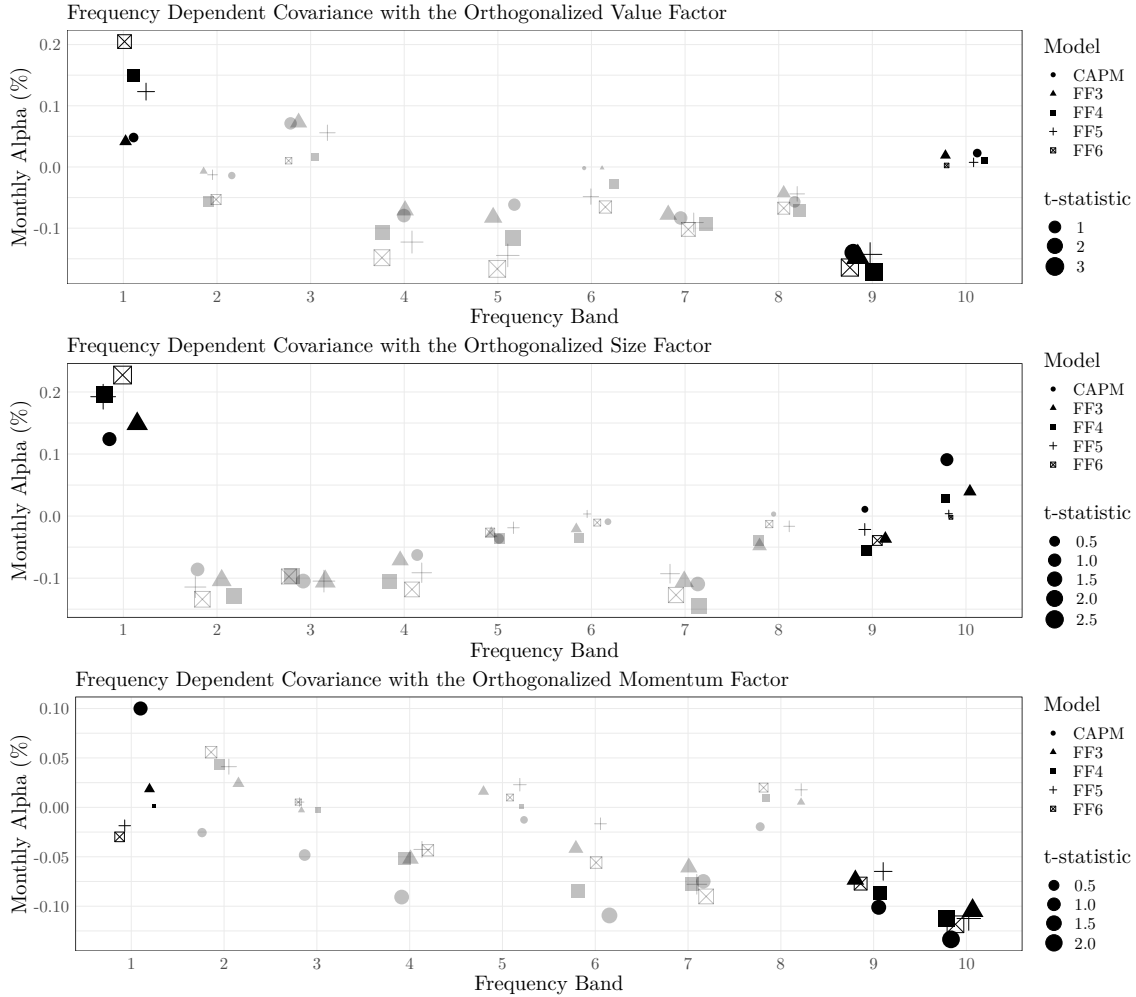 Frequency Dependent Covariance with the Orthogonalized Value Factor
Monthly Alpha (%)
0.2
0.1
0.0
-0.1
1 2 3 4 5 6 7 8 9 10
Frequency Band
Model
CAPM
FF3
FF4
FF5
FF6
t-statistic
1
2
3
Frequency Dependent Covariance with the Orthogonalized Size Factor
Monthly Alpha (%)
0.2
0.1
0.0
-0.1
1 2 3 4 5 6 7 8 9 10
Frequency Band
Model
CAPM
FF3
FF4
FF5
FF6
t-statistic
0.5
1.0
1.5
2.0
2.5
Frequency Dependent Covariance with the Orthogonalized Momentum Factor
Monthly Alpha (%)
0.10
0.05
0.00
-0.05
-0.10
1 2 3 4 5 6 7 8 9 10
Frequency Band
Model
CAPM
FF3
FF4
FF5
FF6
t-statistic
0.5
1.0
1.5
2.0